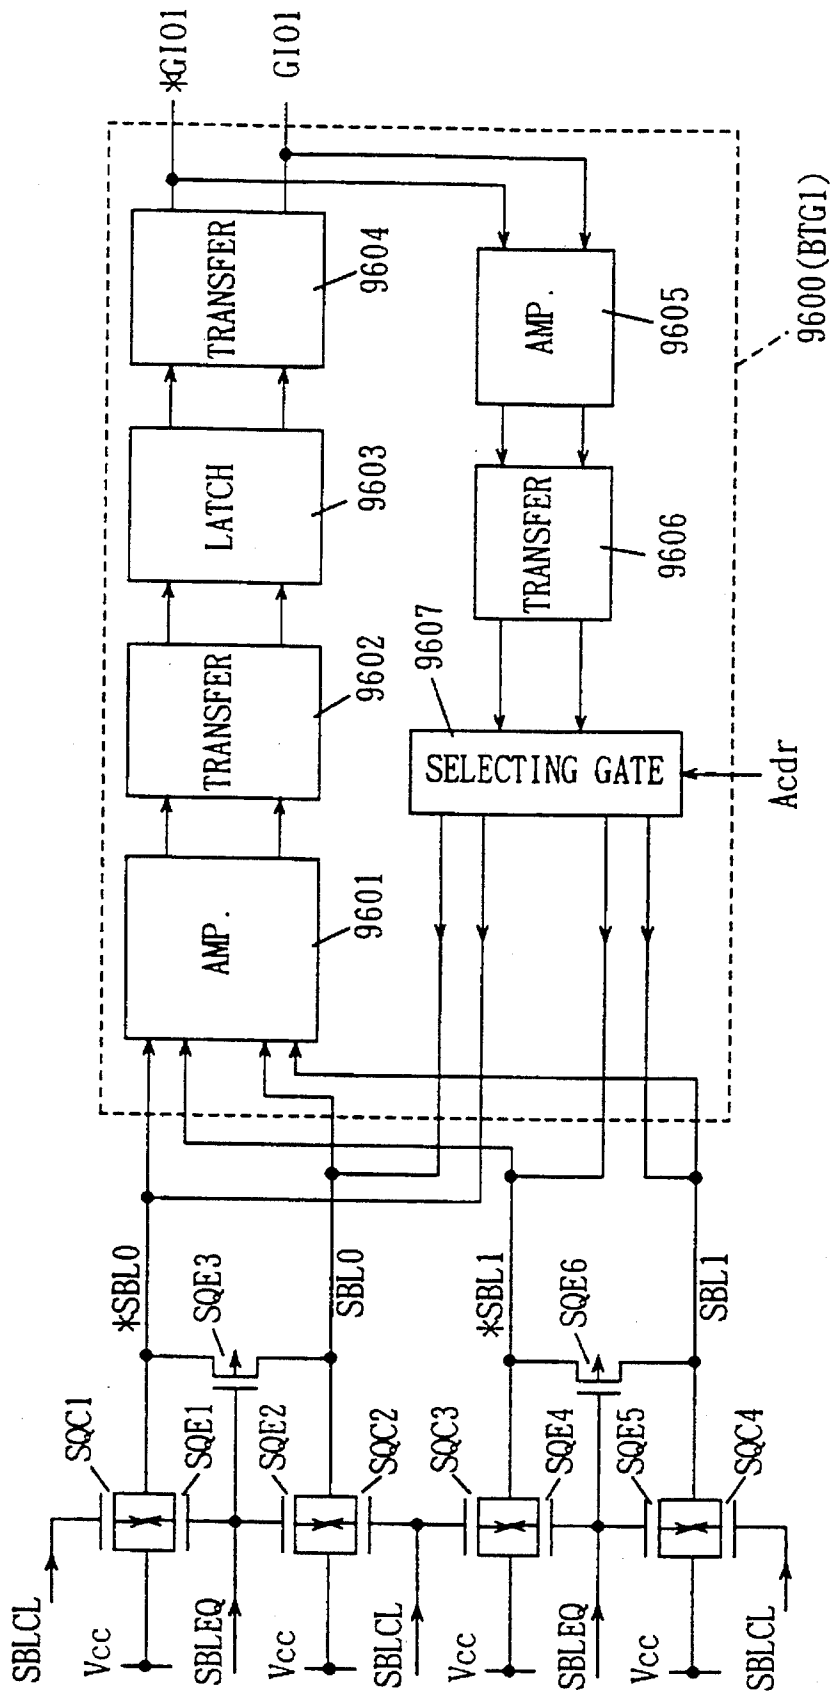 SBLCL
SQC1
Vcc
*SBL0
*GIO1
AMP.
9601
TRANSFER
9602
LATCH
9603
TRANSFER
9604
GIO1
SQE1
SQE3
SBLEQ
SQE2
SBL0
Vcc
SQC2
SBLCL
SELECTING GATE
9607
TRANSFER
9606
AMP.
9605
SQC3
*SBL1
Vcc
SQE4
SQE6
SBLEQ
SQE5
SBL1
Vcc
SQC4
SBLCL
Acdr
9600(BTG1)